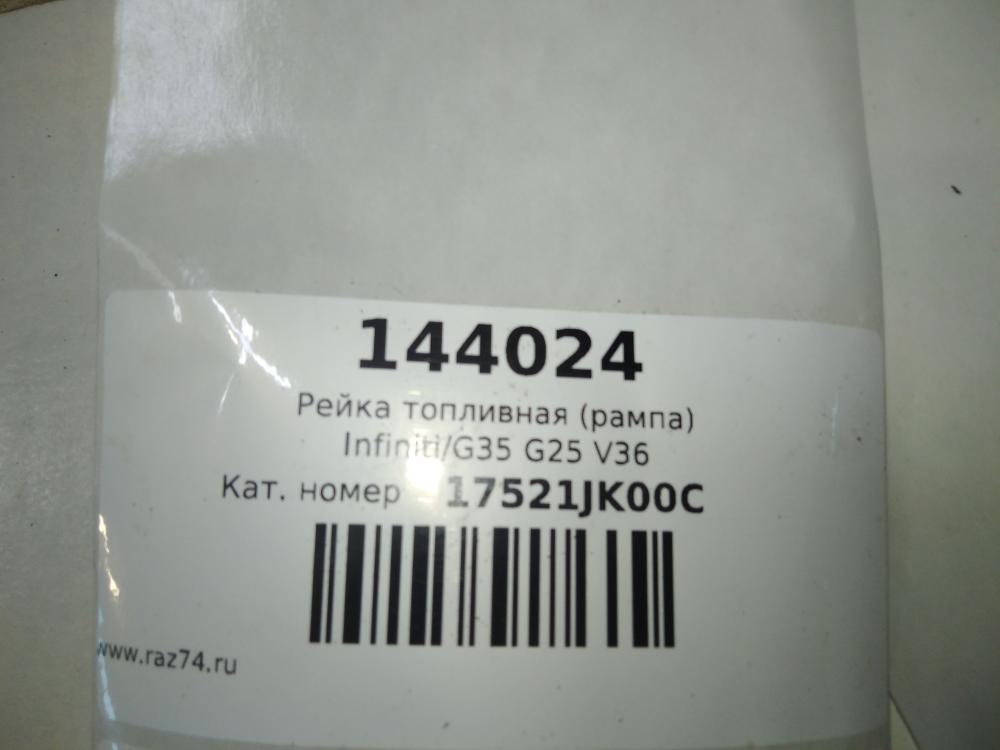 144024
Рейка топливная (рампа)
Infiniti/G35 G25 V36
Кат. номер 17521JK00C
www.raz74.ru